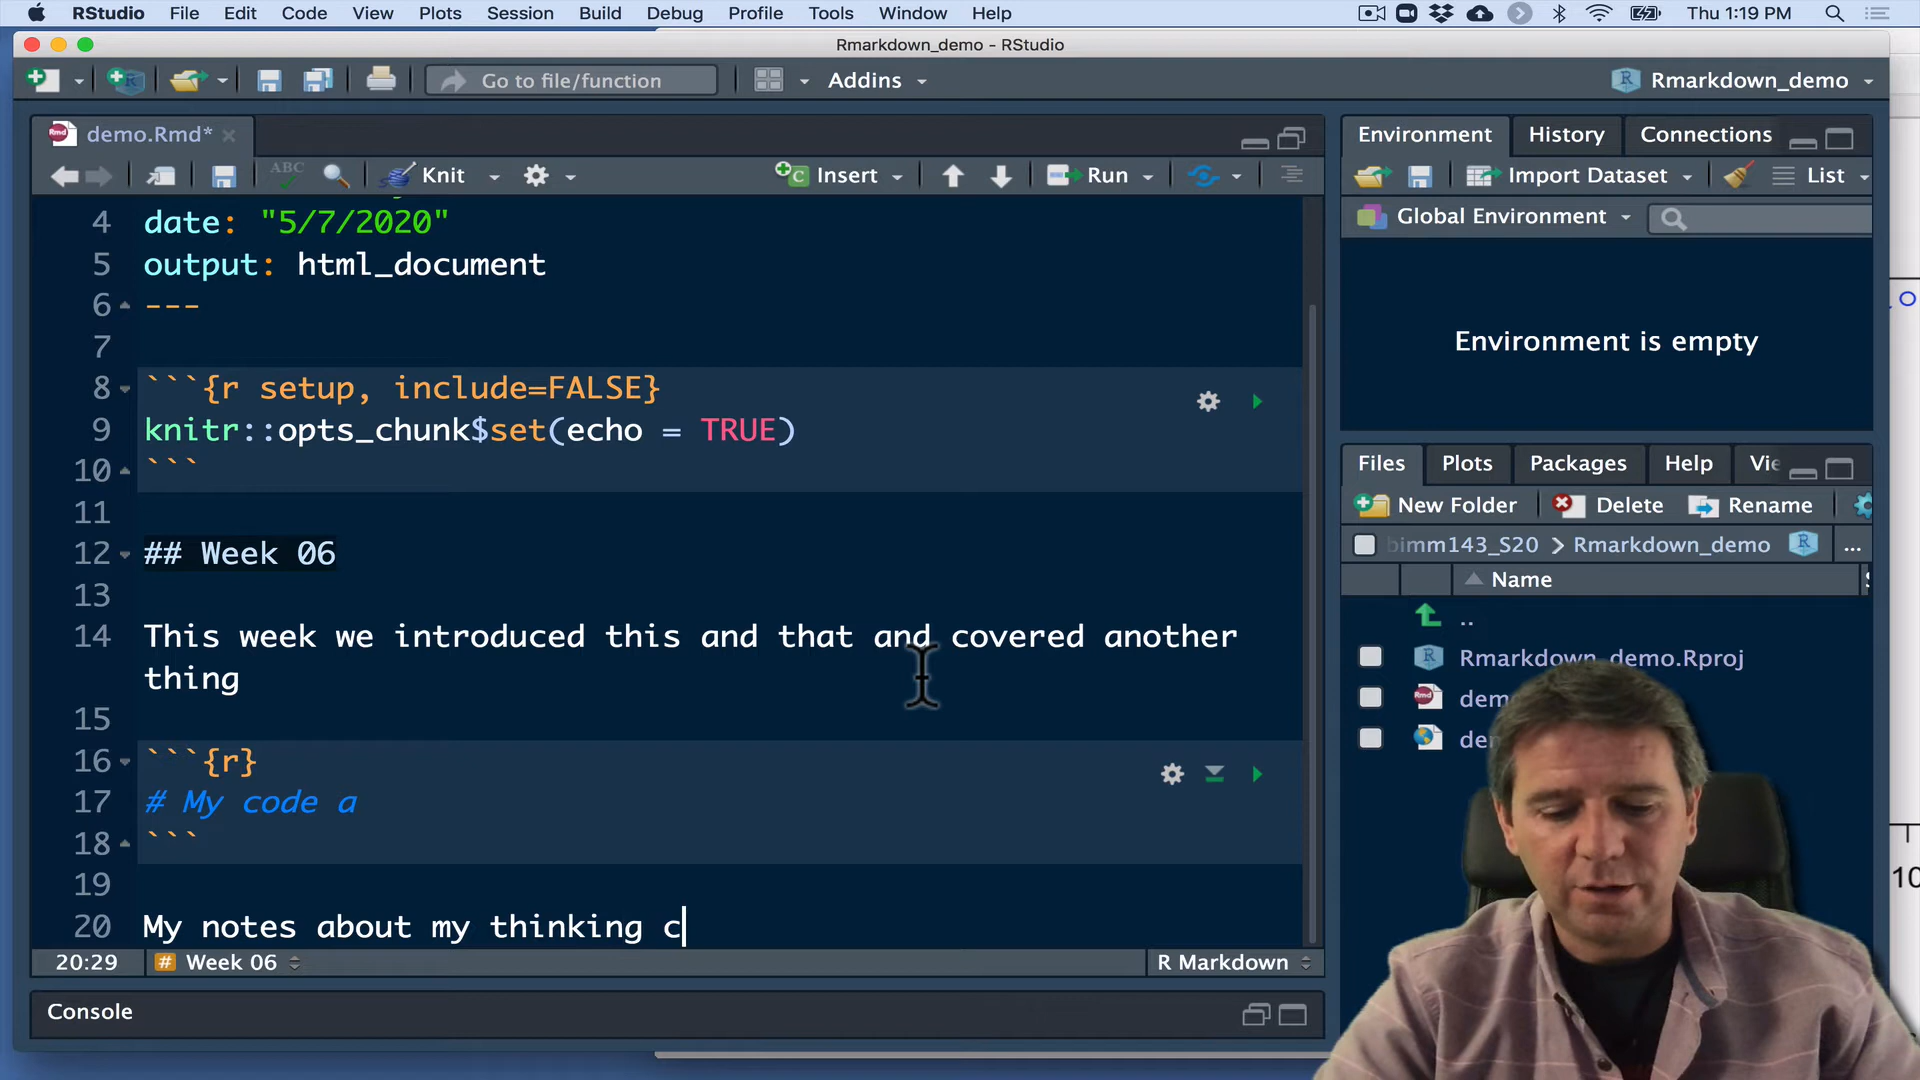 RStudio File Edit Code View Plots Session Build Debug Profile Tools Window Help Thu 1:19 PM
Rmarkdown_demo - RStudio
Go to file/function Addins Rmarkdown_demo
demo.Rmd*
ABC Knit Insert Run
4 date: "5/7/2020"
5 output: html_document
6 ---
7
8 ```{r setup, include=FALSE}
9 knitr::opts_chunk$set(echo = TRUE)
10 ```
11
12 ## Week 06
13
14 This week we introduced this and that and covered another
thing
15
16 ```{r}
17 # My code a
18 ```
19
20 My notes about my thinking c
20:29 # Week 06 R Markdown
Console
Environment History Connections
Import Dataset List
Global Environment
Environment is empty
Files Plots Packages Help Vie
New Folder Delete Rename
bimm143_S20 > Rmarkdown_demo ...
Name
..
Rmarkdown_demo.Rproj
10